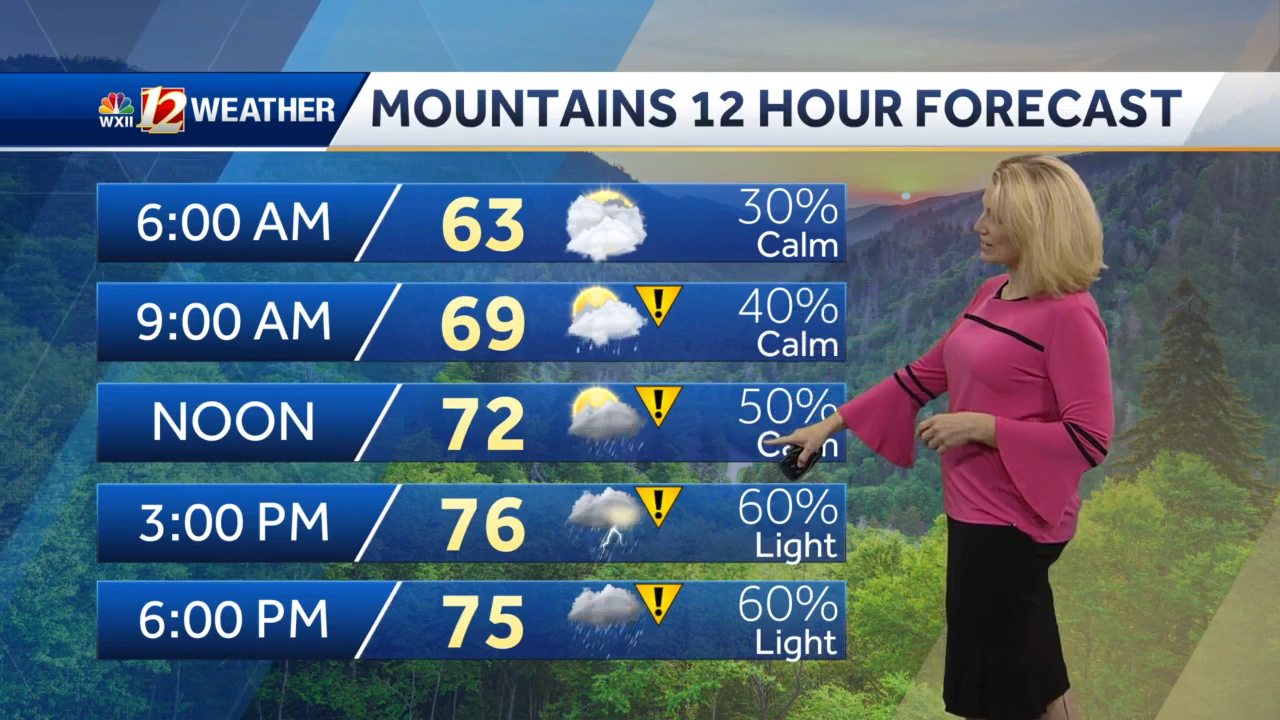 WXII 12 WEATHER
MOUNTAINS 12 HOUR FORECAST
6:00 AM 63 30%
Calm
9:00 AM 69 ! 40%
Calm
NOON 72 ! 50%
3:00 PM 76 ! 60%
Light
6:00 PM 75 ! 60%
Light